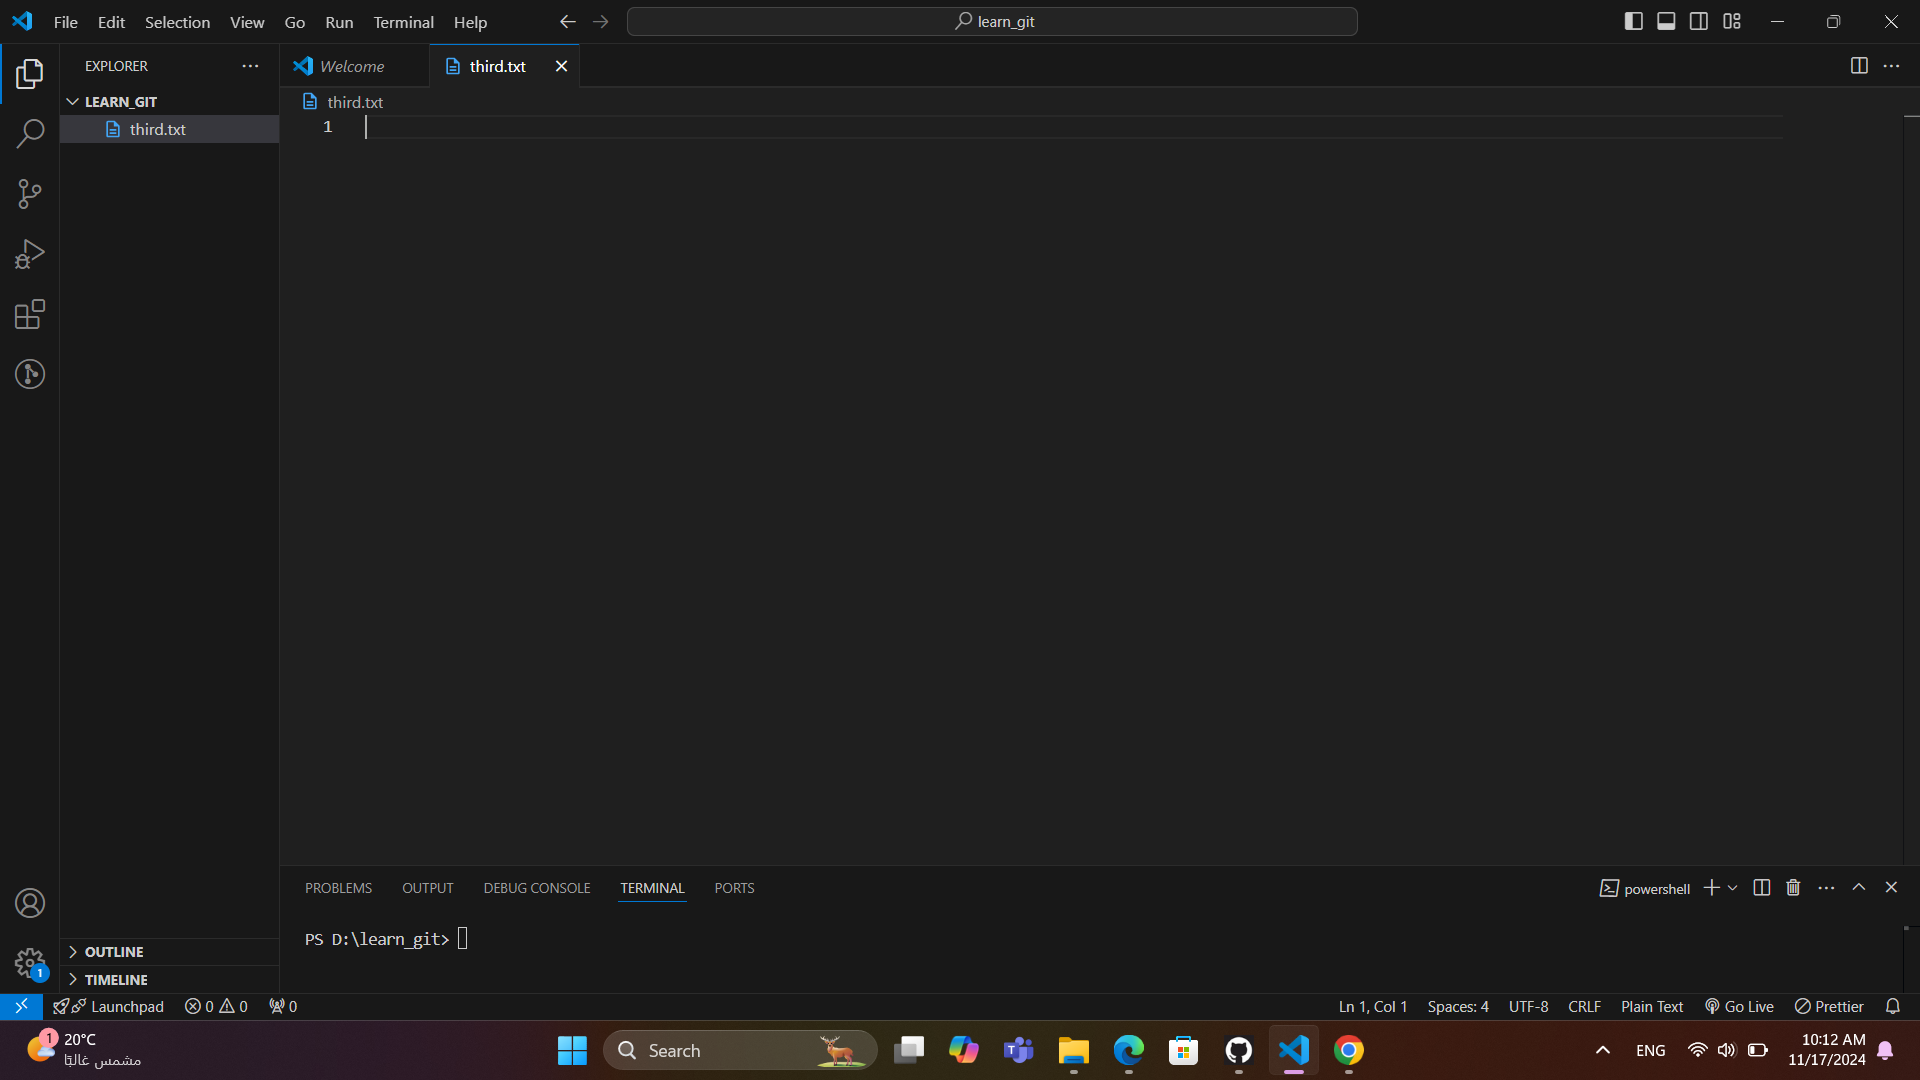 File Edit Selection View Go Run Terminal Help
learn_git
EXPLORER
Welcome
third.txt
LEARN_GIT
third.txt
third.txt
1
PROBLEMS OUTPUT DEBUG CONSOLE TERMINAL PORTS
powershell
PS D:\learn_git>
OUTLINE
TIMELINE
1
Launchpad 0 0 0
Ln 1, Col 1 Spaces: 4 UTF-8 CRLF Plain Text Go Live Prettier
1
20°C
مشمس غالبًا
Search
ENG
10:12 AM
11/17/2024